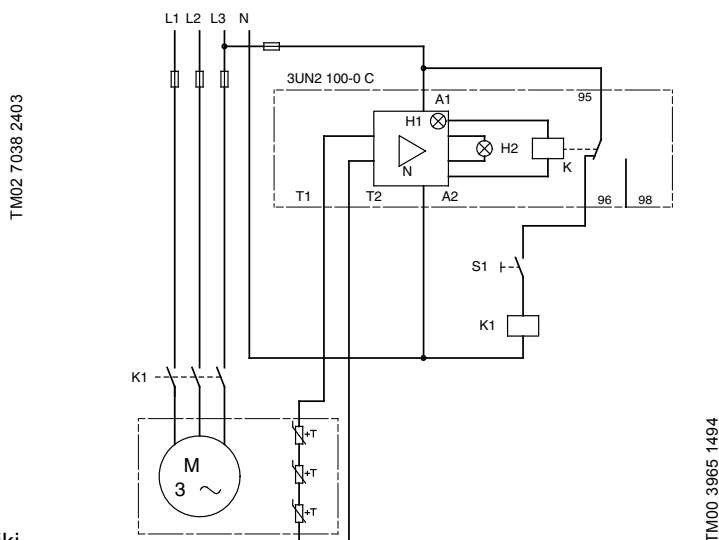 L1 L2 L3 N
3UN2 100-0 C
A1
95
H1
H2
N
K
T1
T2
A2
96
98
S1
K1
K1
M
3 ~
+T
+T
+T
TM02 7038 2403
TM00 3965 1494